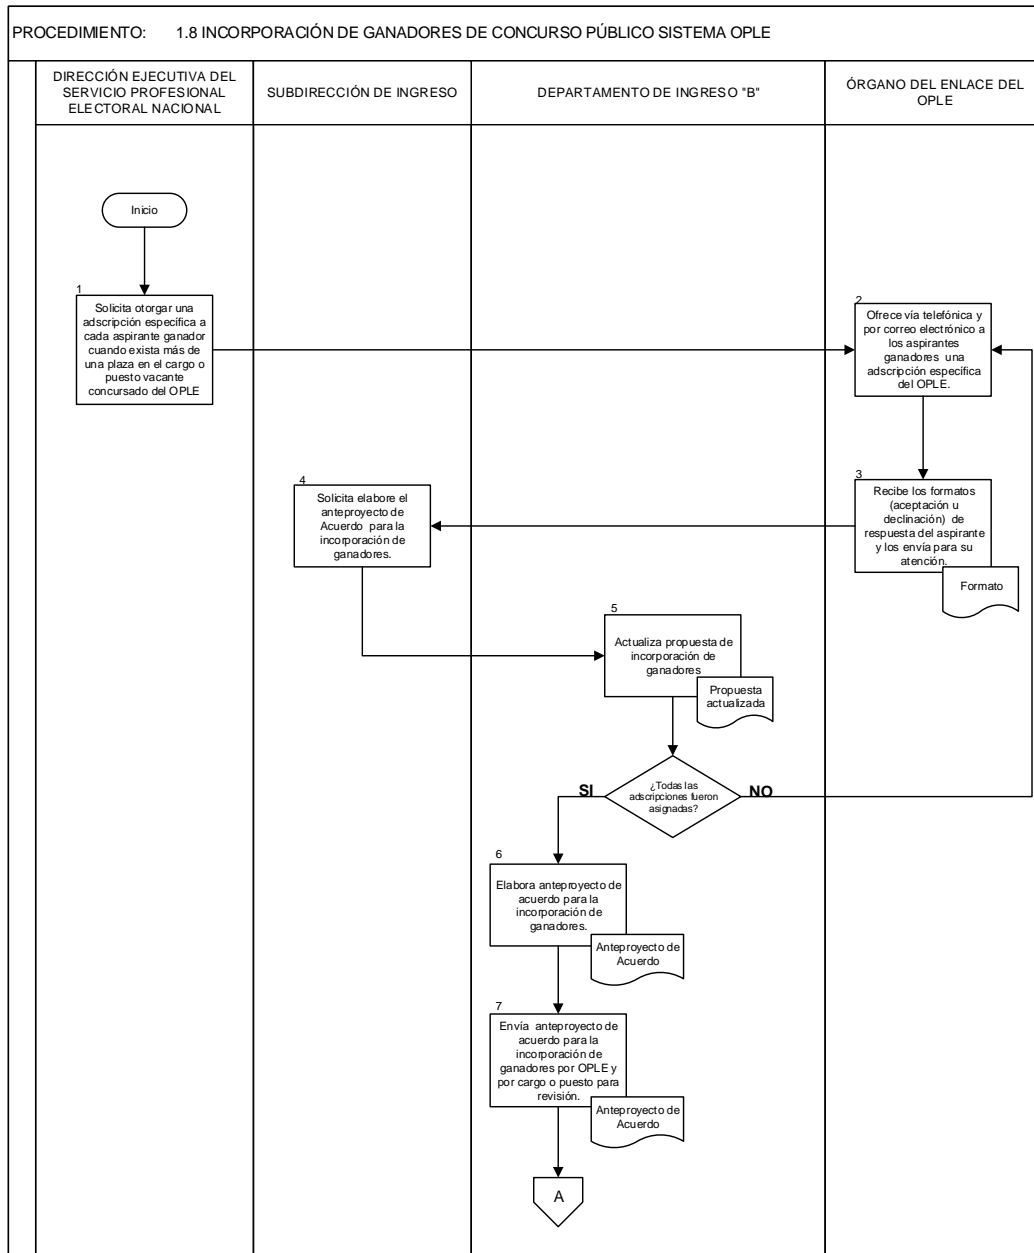 PROCEDIMIENTO: 1.8 INCORPORACIÓN DE GANADORES DE CONCURSO PÚBLICO SISTEMA OPLE
DIRECCIÓN EJECUTIVA DEL
SERVICIO PROFESIONAL
ELECTORAL NACIONAL
SUBDIRECCIÓN DE INGRESO
DEPARTAMENTO DE INGRESO "B"
ÓRGANO DEL ENLACE DEL
OPLE
Inicio
1
Solicita otorgar una
adscripción específica a
cada aspirante ganador
cuando exista más de
una plaza en el cargo o
puesto vacante
concursado del OPLE
2
Ofrece vía telefónica y
por correo electrónico a
los aspirantes
ganadores una
adscripción específica
del OPLE.
3
Recibe los formatos
(aceptación u
declinación) de
respuesta del aspirante
y los envía para su
atención.
Formato
4
Solicita elabore el
anteproyecto de
Acuerdo para la
incorporación de
ganadores.
5
Actualiza propuesta de
incorporación de
ganadores
Propuesta
actualizada
¿Todas las
adscripciones fueron
asignadas?
SI
NO
6
Elabora anteproyecto de
acuerdo para la
incorporación de
ganadores.
Anteproyecto de
Acuerdo
7
Envía anteproyecto de
acuerdo para la
incorporación de
ganadores por OPLE y
por cargo o puesto para
revisión.
Anteproyecto de
Acuerdo
A